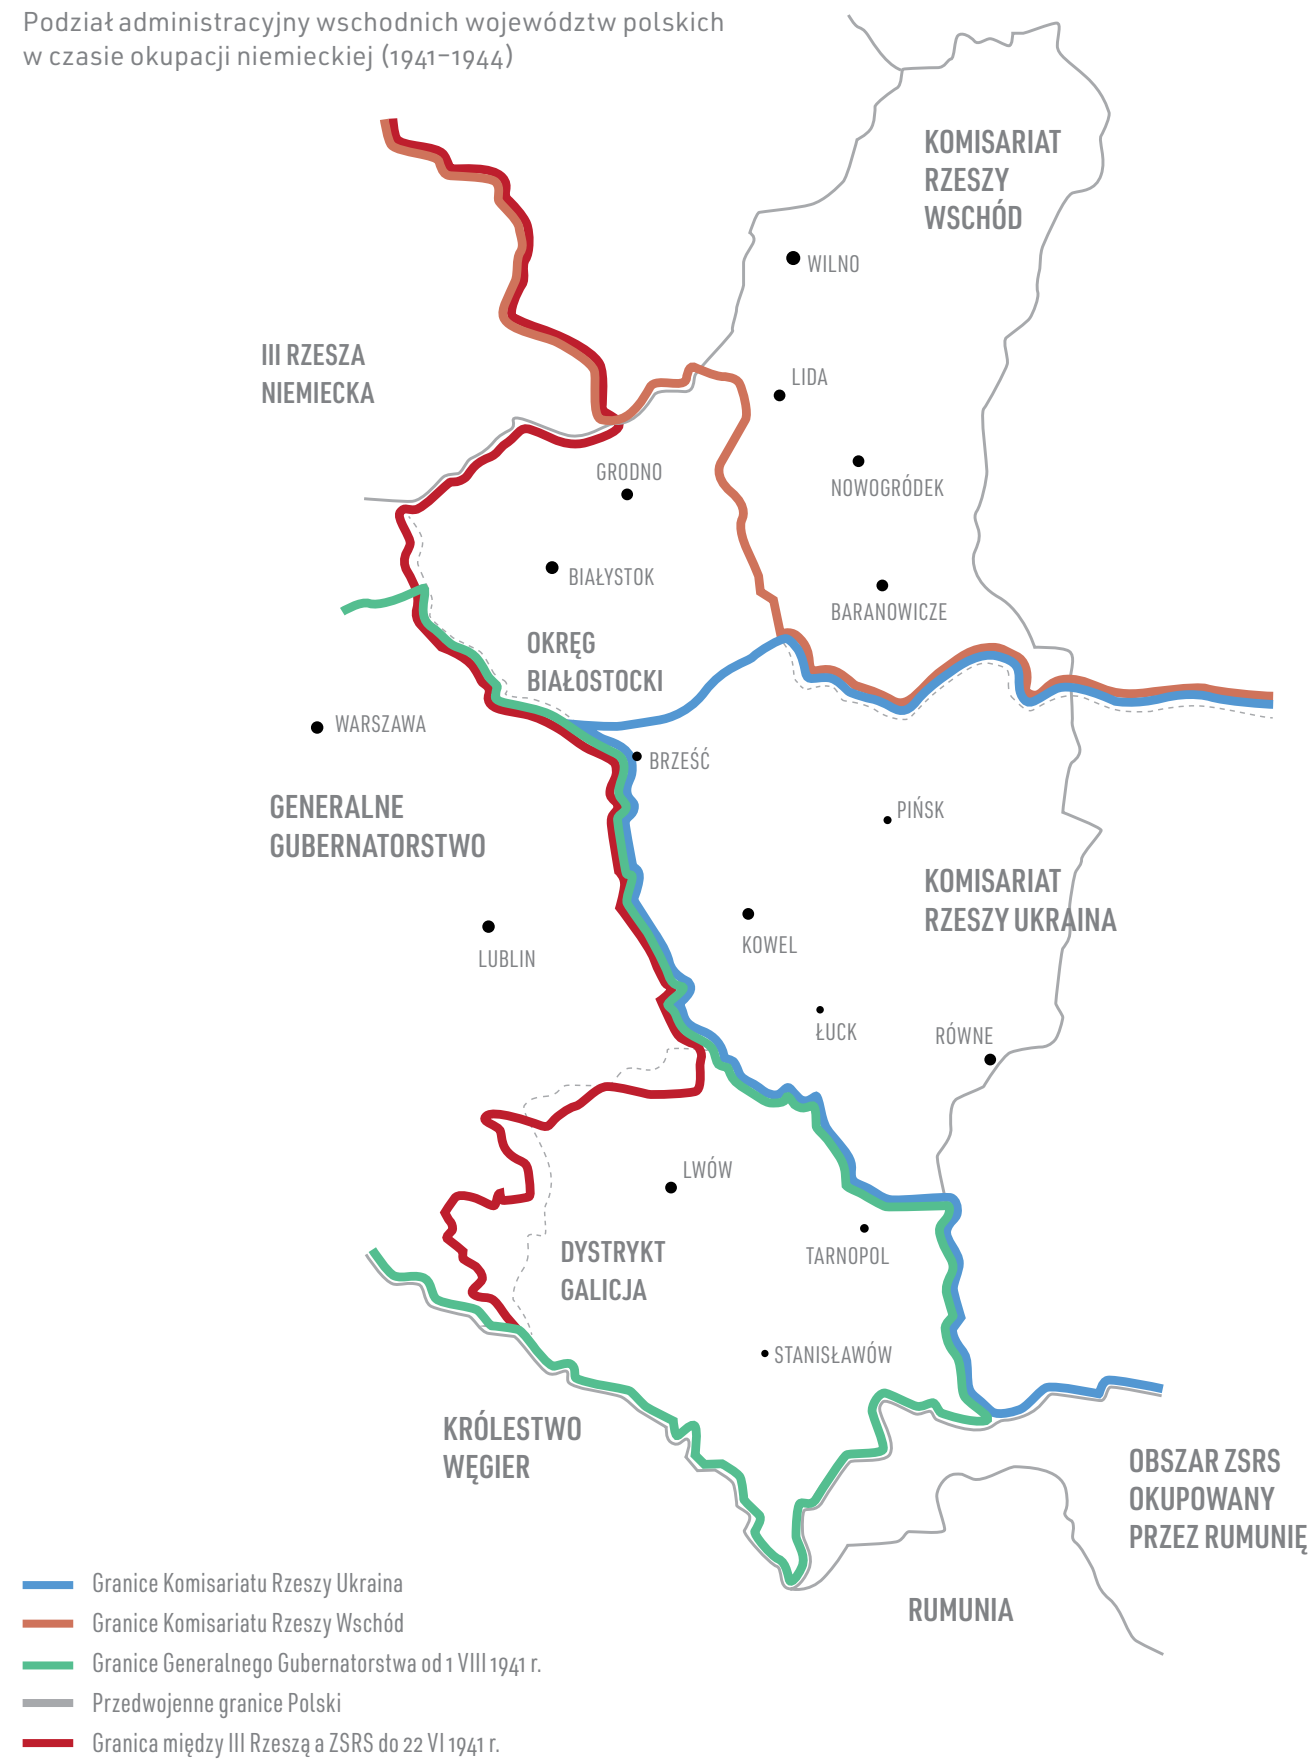 Podział administracyjny wschodnich województw polskich
w czasie okupacji niemieckiej (1941–1944)
KOMISARIAT
RZESZY
WSCHÓD
WILNO
III RZESZA
NIEMIECKA
LIDA
GRODNO
NOWOGRÓDEK
BIAŁYSTOK
BARANOWICZE
OKRĘG
BIAŁOSTOCKI
WARSZAWA
BRZEŚĆ
GENERALNE
GUBERNATORSTWO
PIŃSK
KOMISARIAT
RZESZY UKRAINA
LUBLIN
KOWEL
ŁUCK
RÓWNE
LWÓW
DYSTRYKT
GALICJA
TARNOPOL
STANISŁAWÓW
KRÓLESTWO
WĘGIER
OBSZAR ZSRS
OKUPOWANY
PRZEZ RUMUNIĘ
RUMUNIA
Granice Komisariatu Rzeszy Ukraina
Granice Komisariatu Rzeszy Wschód
Granice Generalnego Gubernatorstwa od 1 VIII 1941 r.
Przedwojenne granice Polski
Granica między III Rzeszą a ZSRS do 22 VI 1941 r.